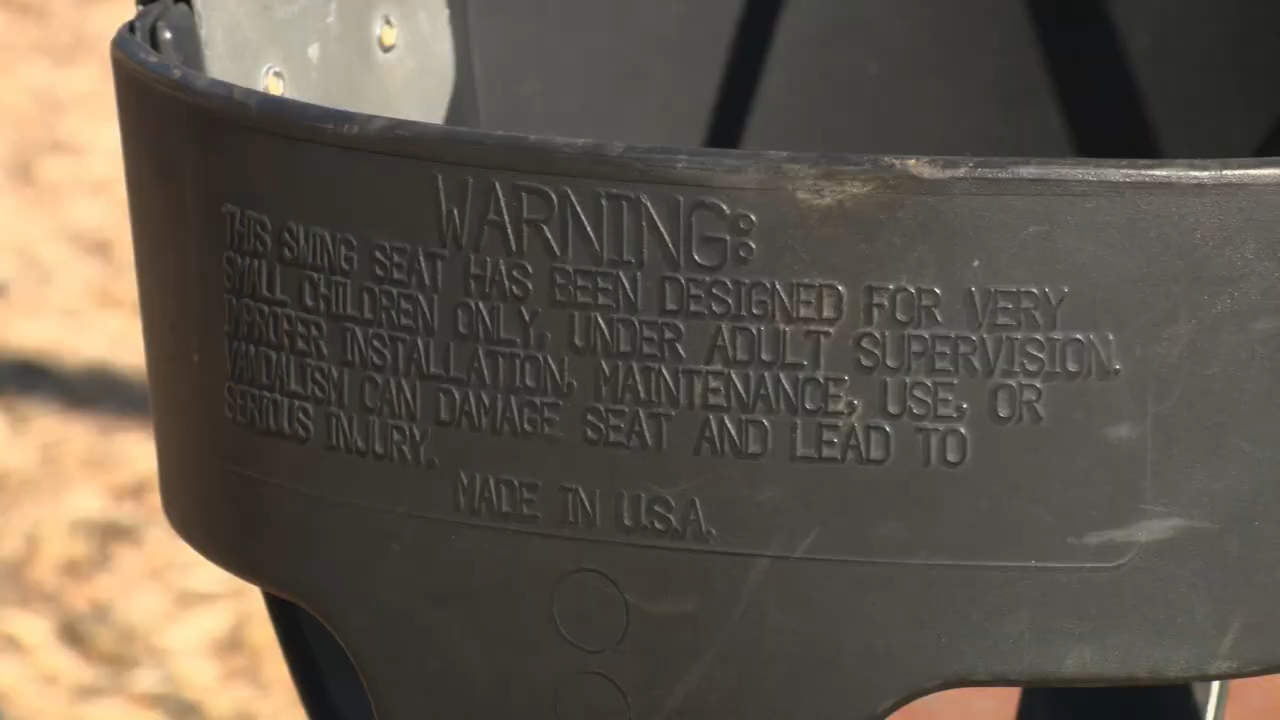 WARNING:
THIS SWING SEAT HAS BEEN DESIGNED FOR VERY
SMALL CHILDREN ONLY, UNDER ADULT SUPERVISION.
IMPROPER INSTALLATION, MAINTENANCE, USE, OR
VANDALISM CAN DAMAGE SEAT AND LEAD TO
SERIOUS INJURY.
MADE IN U.S.A.